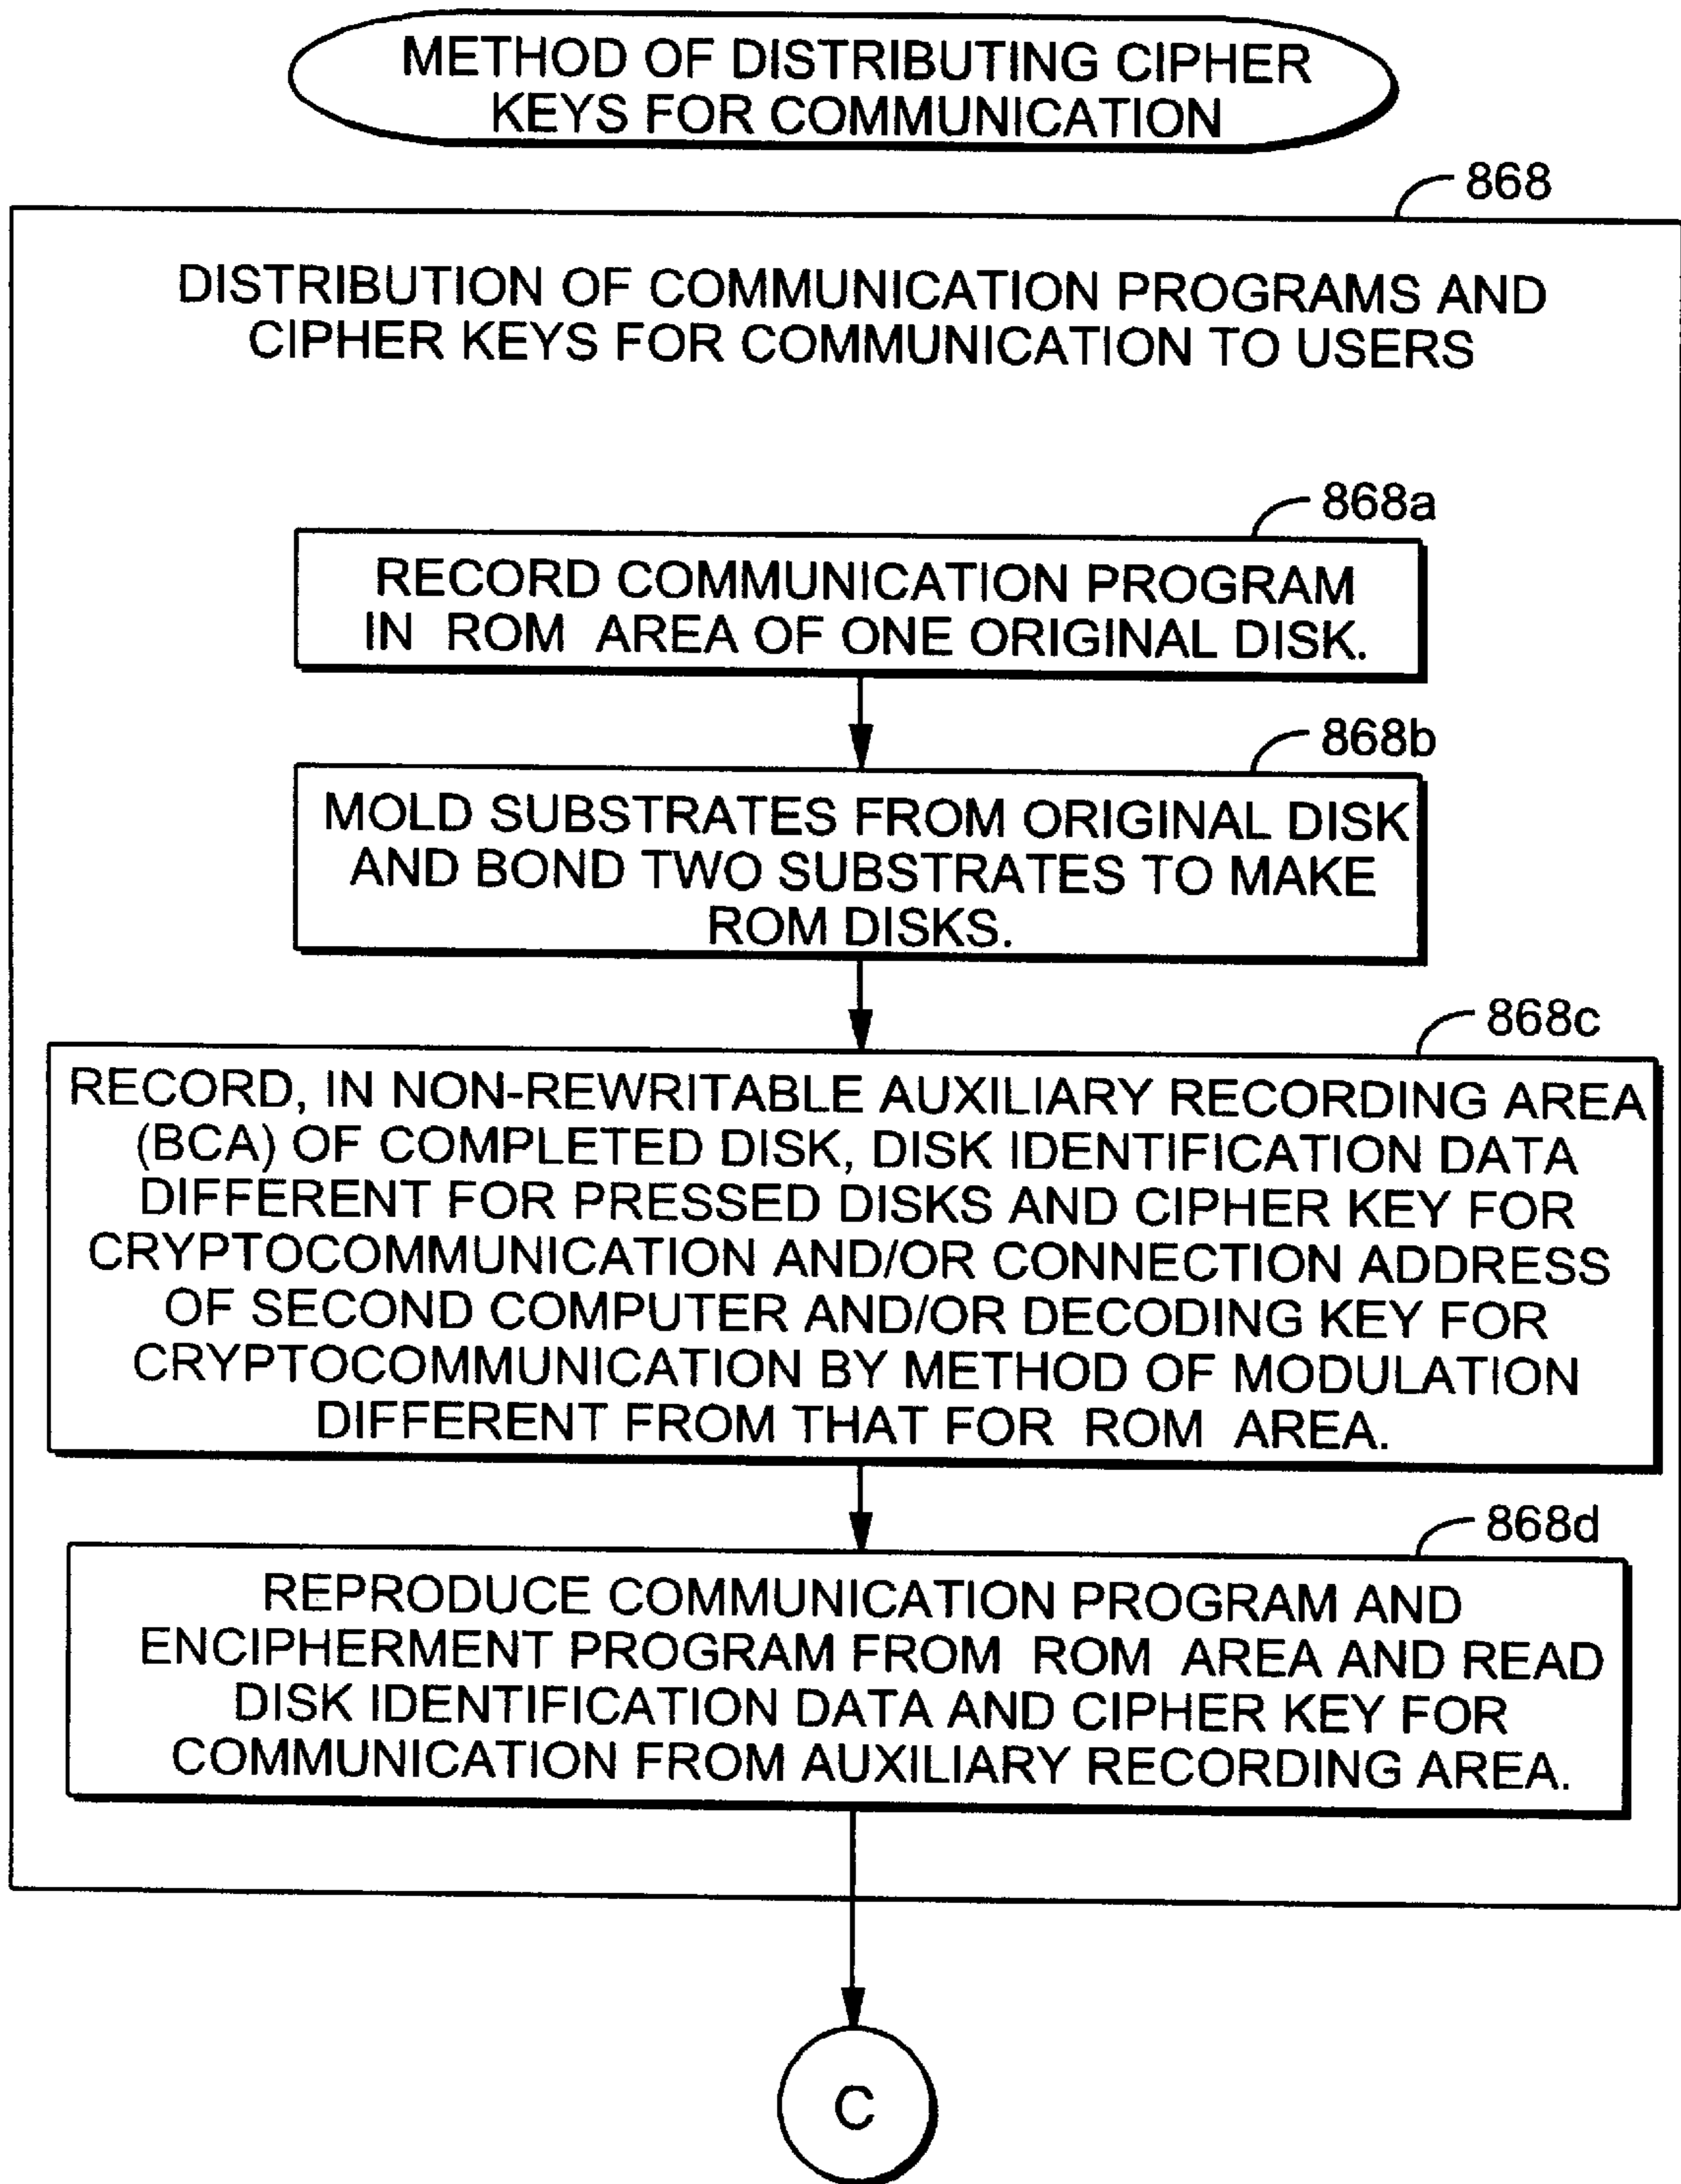 METHOD OF DISTRIBUTING CIPHER
KEYS FOR COMMUNICATION
868
DISTRIBUTION OF COMMUNICATION PROGRAMS AND
CIPHER KEYS FOR COMMUNICATION TO USERS
868a
RECORD COMMUNICATION PROGRAM
IN ROM AREA OF ONE ORIGINAL DISK.
868b
MOLD SUBSTRATES FROM ORIGINAL DISK
AND BOND TWO SUBSTRATES TO MAKE
ROM DISKS.
868c
RECORD, IN NON-REWRITABLE AUXILIARY RECORDING AREA
(BCA) OF COMPLETED DISK, DISK IDENTIFICATION DATA
DIFFERENT FOR PRESSED DISKS AND CIPHER KEY FOR
CRYPTOCOMMUNICATION AND/OR CONNECTION ADDRESS
OF SECOND COMPUTER AND/OR DECODING KEY FOR
CRYPTOCOMMUNICATION BY METHOD OF MODULATION
DIFFERENT FROM THAT FOR ROM AREA.
868d
REPRODUCE COMMUNICATION PROGRAM AND
ENCIPHERMENT PROGRAM FROM ROM AREA AND READ
DISK IDENTIFICATION DATA AND CIPHER KEY FOR
COMMUNICATION FROM AUXILIARY RECORDING AREA.
C